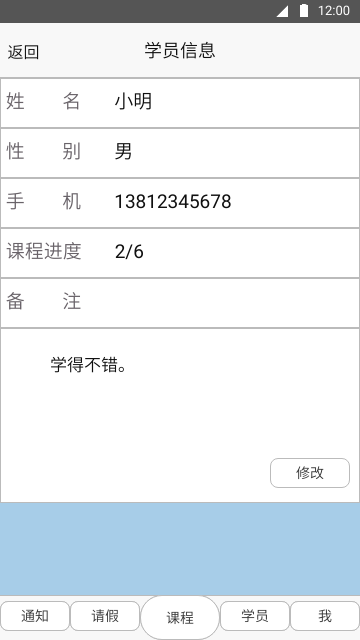 12:00
返回 学员信息
姓 名 小明
性 别 男
手 机 13812345678
课程进度 2/6
备 注
学得不错。
修改
通知 请假 课程 学员 我